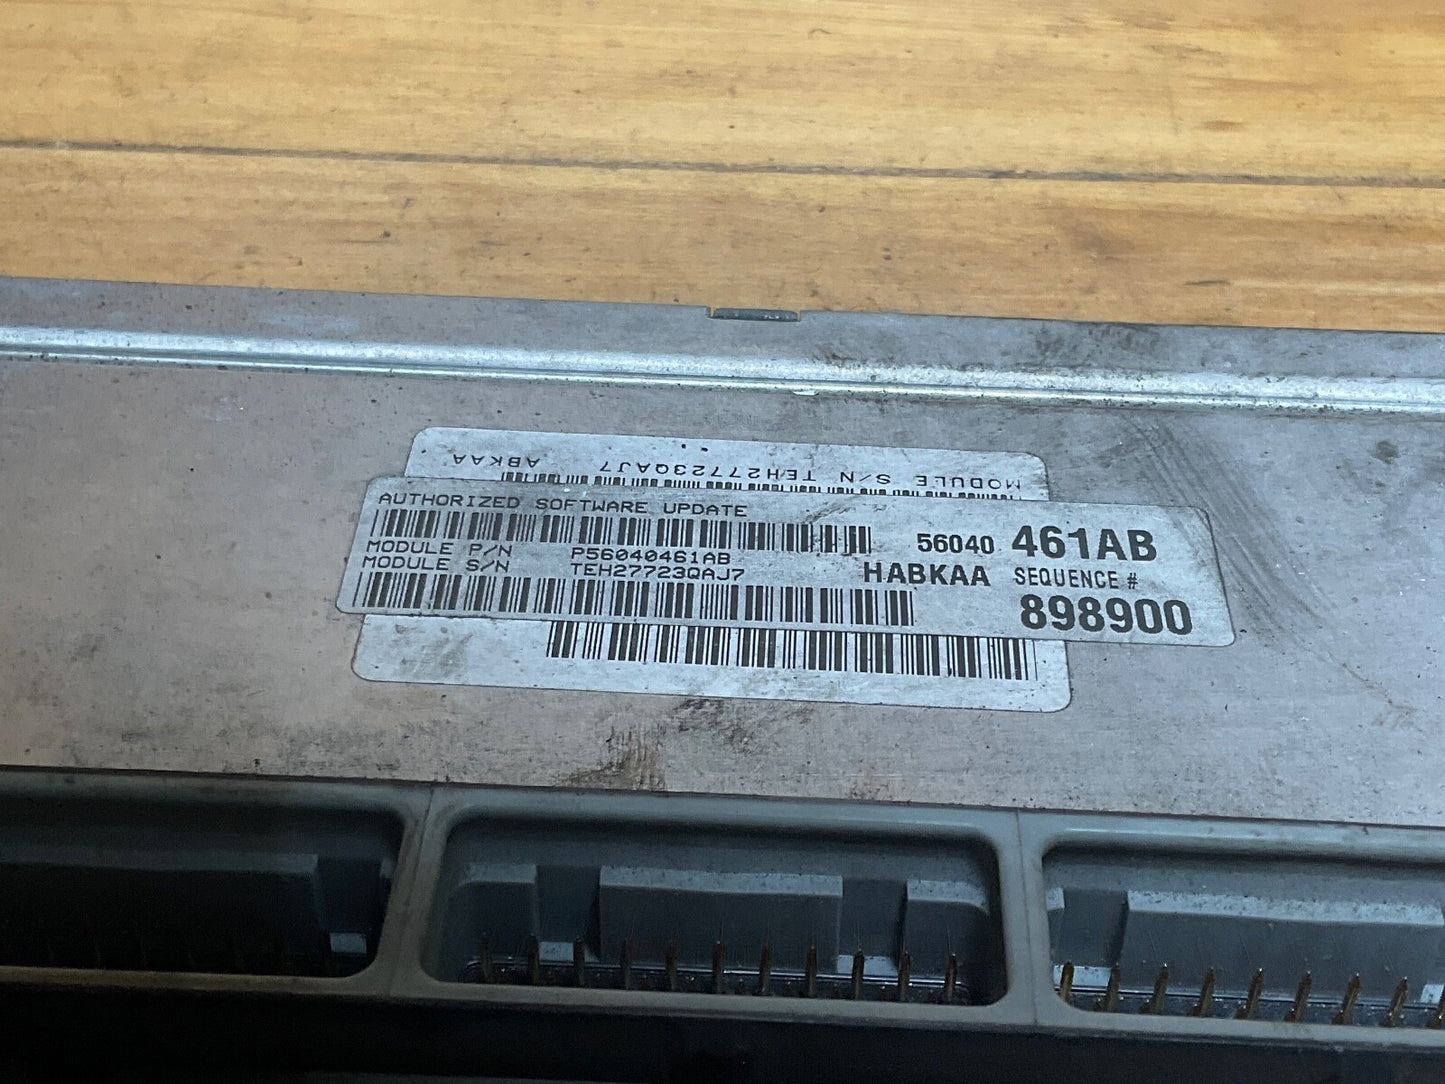 MODULE S/N TEH27723QAJ7 ABKAA
AUTHORIZED SOFTWARE UPDATE
MODULE P/N P56040461AB
MODULE S/N TEH27723QAJ7
56040 461AB
HABKAA SEQUENCE #
898900